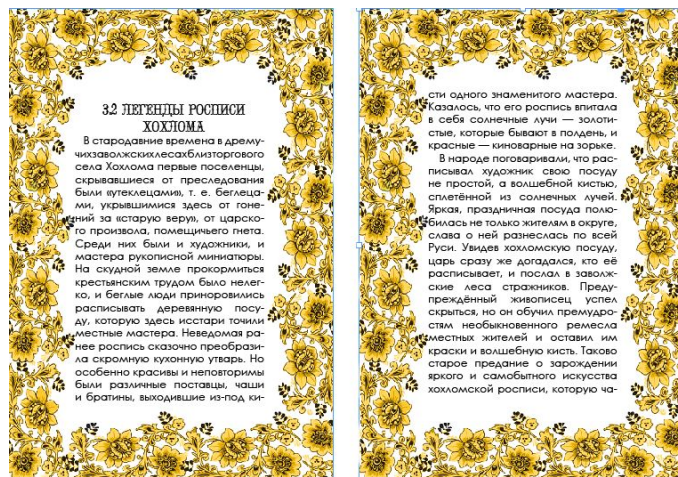 3.2 ЛЕГЕНДЫ РОСПИСИ
ХОХЛОМА
В стародавние времена в дрему-
чихзаволжскихлесахблизторгового
села Хохлома первые поселенцы,
скрывавшиеся от преследования
были «утеклецами», т. е. беглеца-
ми, укрывшимися здесь от гоне-
ний за «старую веру», от царско-
го произвола, помещичьего гнета.
Среди них были и художники, и
мастера рукописной миниатюры.
На скудной земле прокормиться
крестьянским трудом было нелег-
ко, и беглые люди приноровились
расписывать деревянную посу-
ду, которую здесь исстари точили
местные мастера. Неведомая ра-
нее роспись сказочно преобрази-
ла скромную кухонную утварь. Но
особенно красивы и неповторимы
были различные поставцы, чаши
и братины, выходившие из-под ки-
сти одного знаменитого мастера.
Казалось, что его роспись впитала
в себя солнечные лучи — золоти-
стые, которые бывают в полдень, и
красные — киноварные на зорьке.
В народе поговаривали, что рас-
писывал художник свою посуду
не простой, а волшебной кистью,
сплетённой из солнечных лучей.
Яркая, праздничная посуда полю-
билась не только жителям в округе,
слава о ней разнеслась по всей
Руси. Увидев хохломскую посуду,
царь сразу же догадался, кто её
расписывает, и послал в заволж-
ские леса стражников. Преду-
преждённый живописец успел
скрыться, но он обучил премудро-
стям необыкновенного ремесла
местных жителей и оставил им
краски и волшебную кисть. Таково
старое предание о зарождении
яркого и самобытного искусства
хохломской росписи, которую ча-